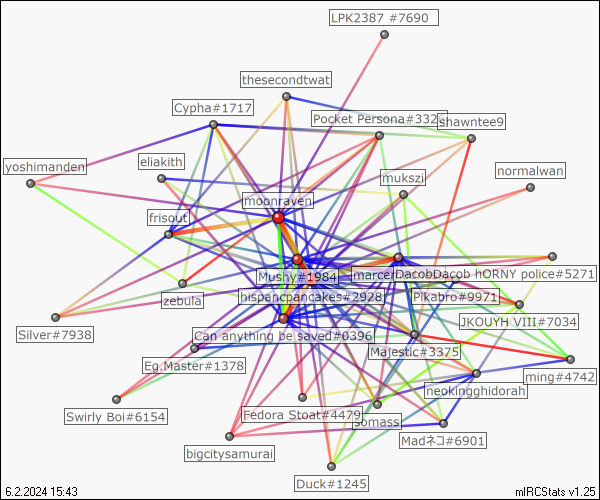 LPK2387 #7690
thesecondtwat
Cypha#1717
Pocket Persona#332
shawntee9
yoshimanden
eliakith
normalwan
mukszi
moonraven
frisout
Mushy#1984
marcel
DacobDacob
hORNY police#5271
zebula
hispancpancakes#2928
Pikabro#9971
Silver#7938
Can anything be saved#0396
JKOUYH VIII#7034
Majestic#3375
Eg.Master#1378
ming#4742
neokingghidorah
Swirly Boi#6154
Fedora Stoat#4479
somass
Madネコ#6901
bigcitysamurai
Duck#1245
6.2.2024 15:43
mIRCStats v1.25